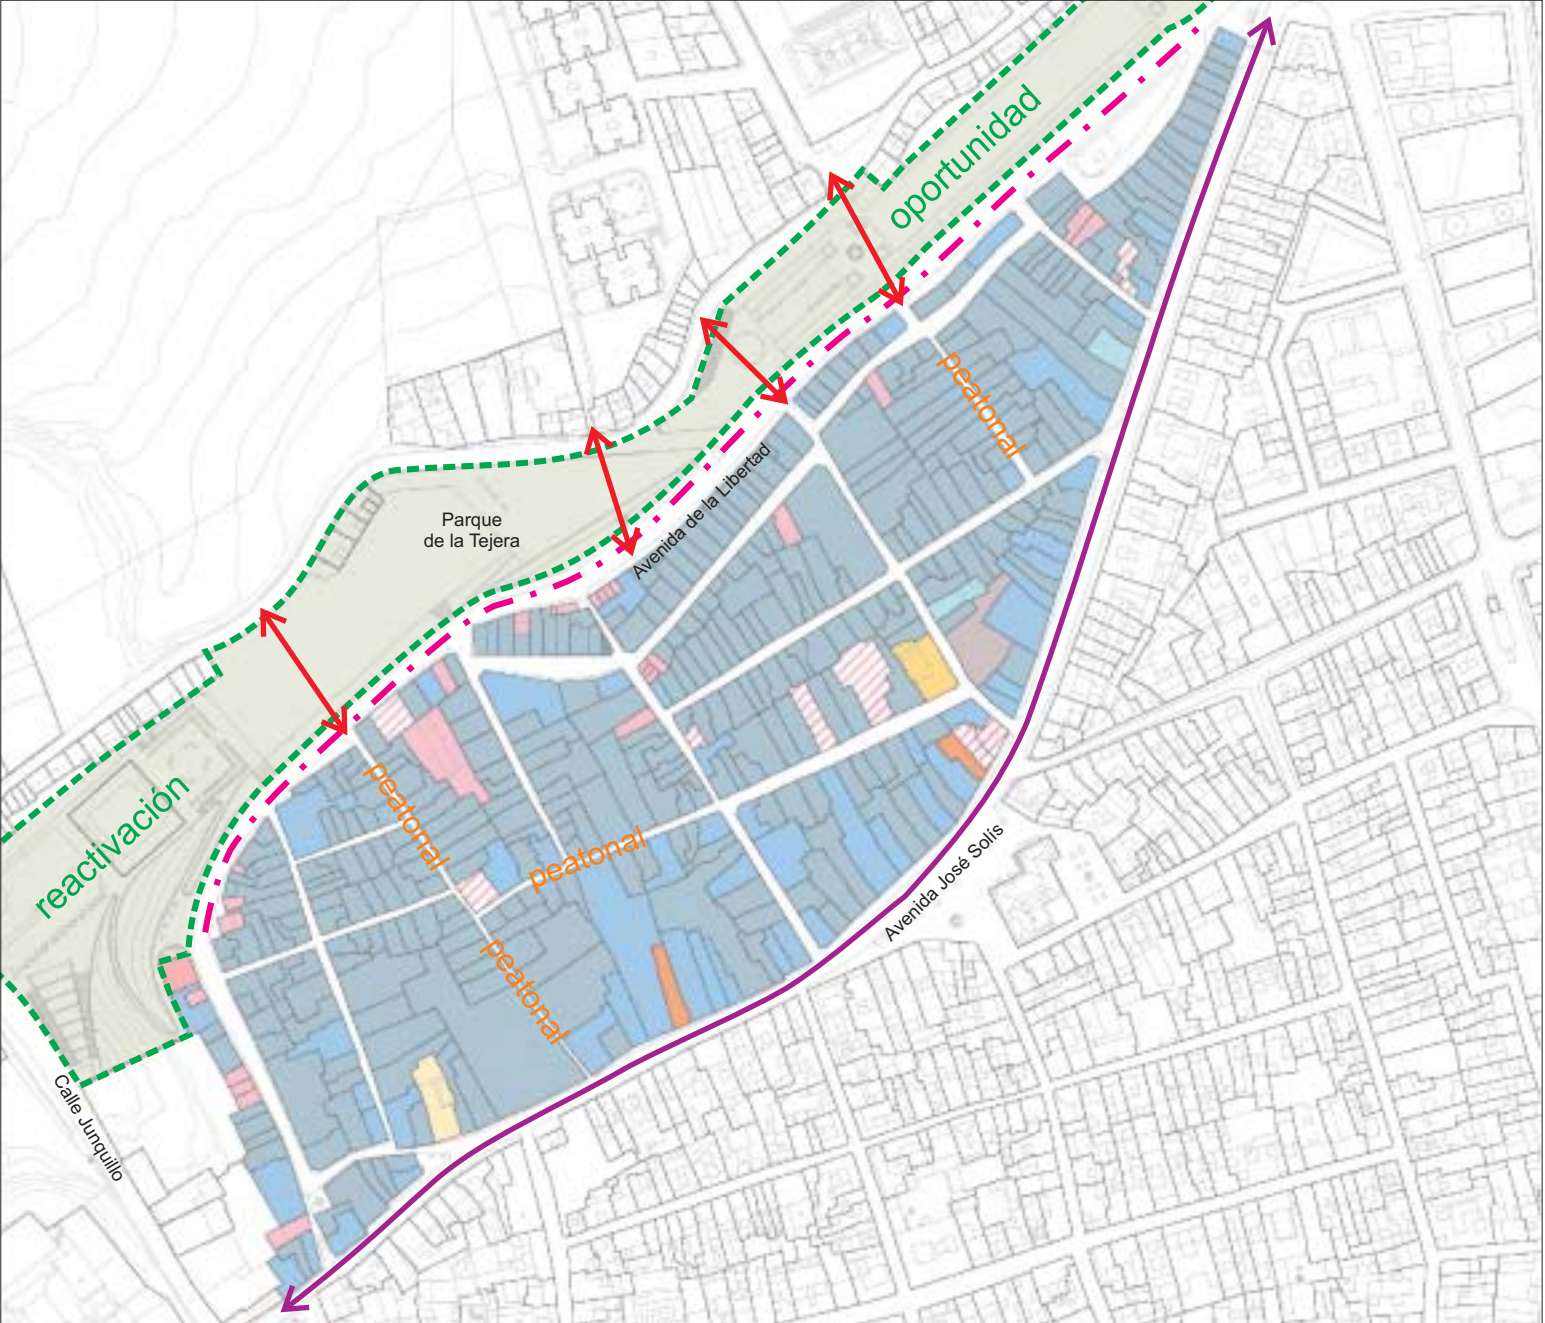 oportunidad
peatonal
Avenida de la Libertad
Parque
de la Tejera
reactivación
peatonal
peatonal
peatonal
Avenida José Solís
Calle Junquillo